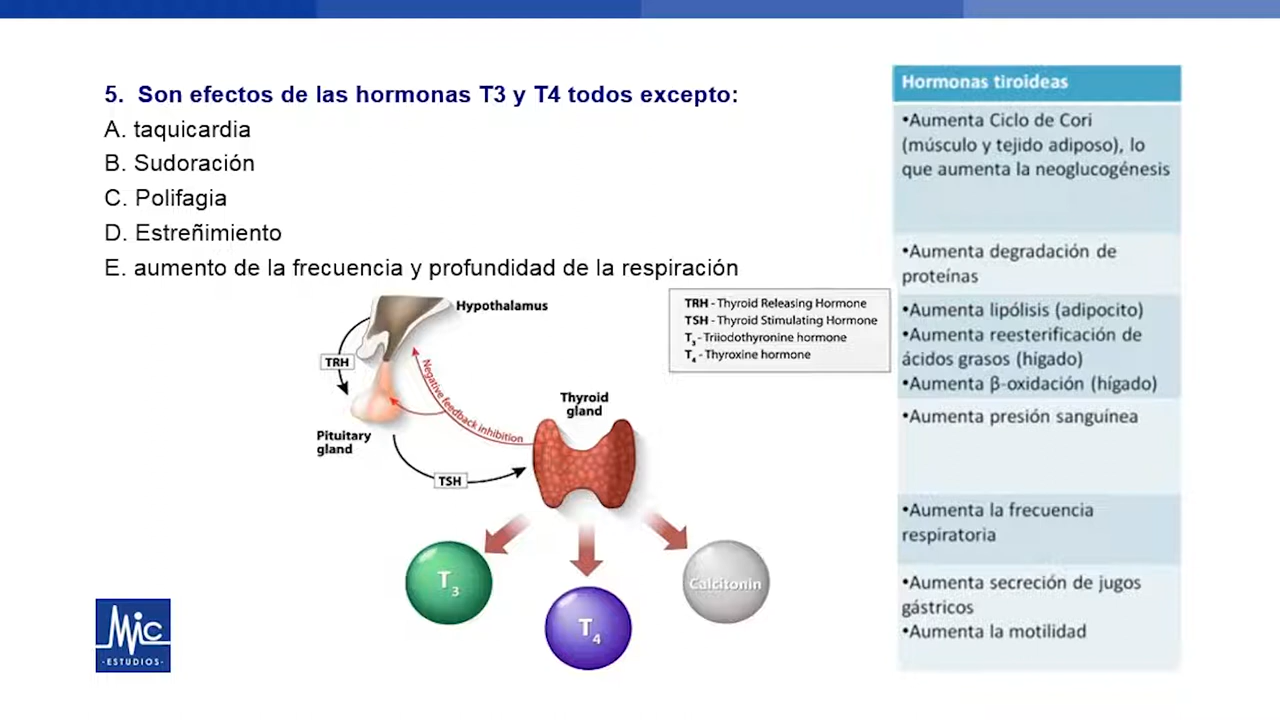 5. Son efectos de las hormonas T3 y T4 todos excepto:
A. taquicardia
B. Sudoración
C. Polifagia
D. Estreñimiento
E. aumento de la frecuencia y profundidad de la respiración
Hypothalamus
TRH
Negative feedback inhibition
Pituitary
gland
TSH
Thyroid
gland
TRH - Thyroid Releasing Hormone
TSH - Thyroid Stimulating Hormone
T3 - Triiodothyronine hormone
T4 - Thyroxine hormone
T3
T4
Calcitonin
Hormonas tiroideas
•Aumenta Ciclo de Cori
(músculo y tejido adiposo), lo
que aumenta la neoglucogénesis
•Aumenta degradación de
proteínas
•Aumenta lipólisis (adipocito)
•Aumenta reesterificación de
ácidos grasos (hígado)
•Aumenta β-oxidación (hígado)
•Aumenta presión sanguínea
•Aumenta la frecuencia
respiratoria
•Aumenta secreción de jugos
gástricos
•Aumenta la motilidad
Mic
·ESTUDIOS·